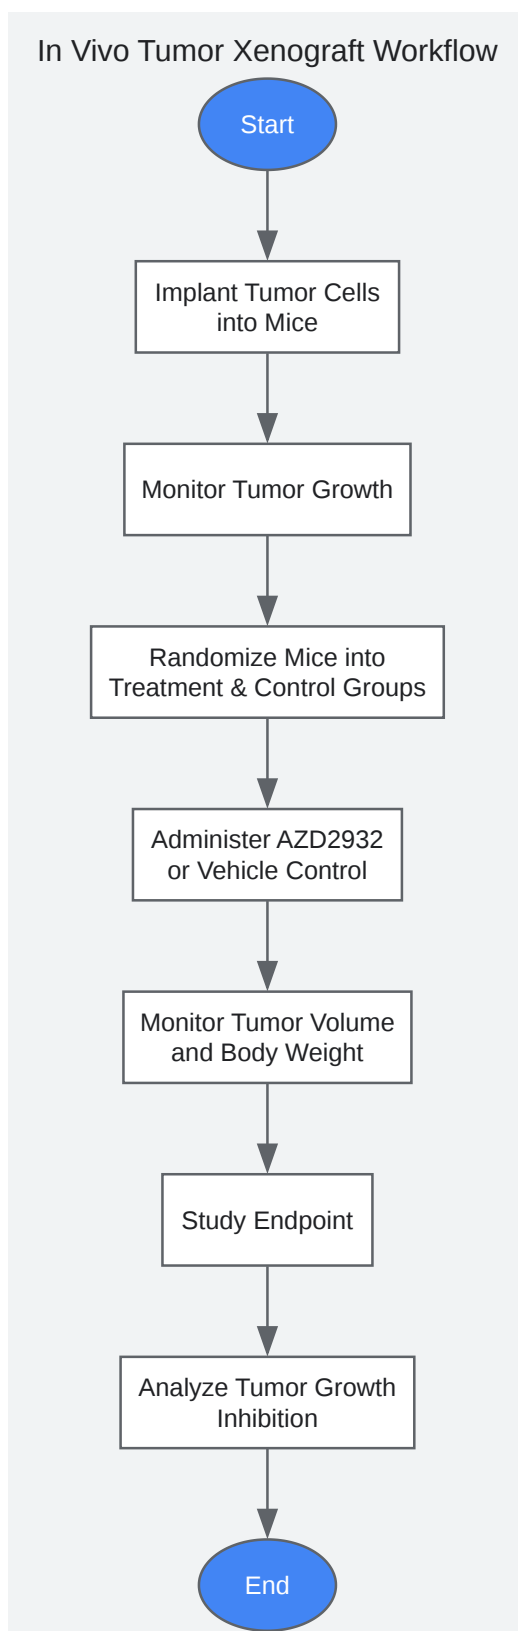 In Vivo Tumor Xenograft Workflow
Start
Implant Tumor Cells
into Mice
Monitor Tumor Growth
Randomize Mice into
Treatment & Control Groups
Administer AZD2932
or Vehicle Control
Monitor Tumor Volume
and Body Weight
Study Endpoint
Analyze Tumor Growth
Inhibition
End